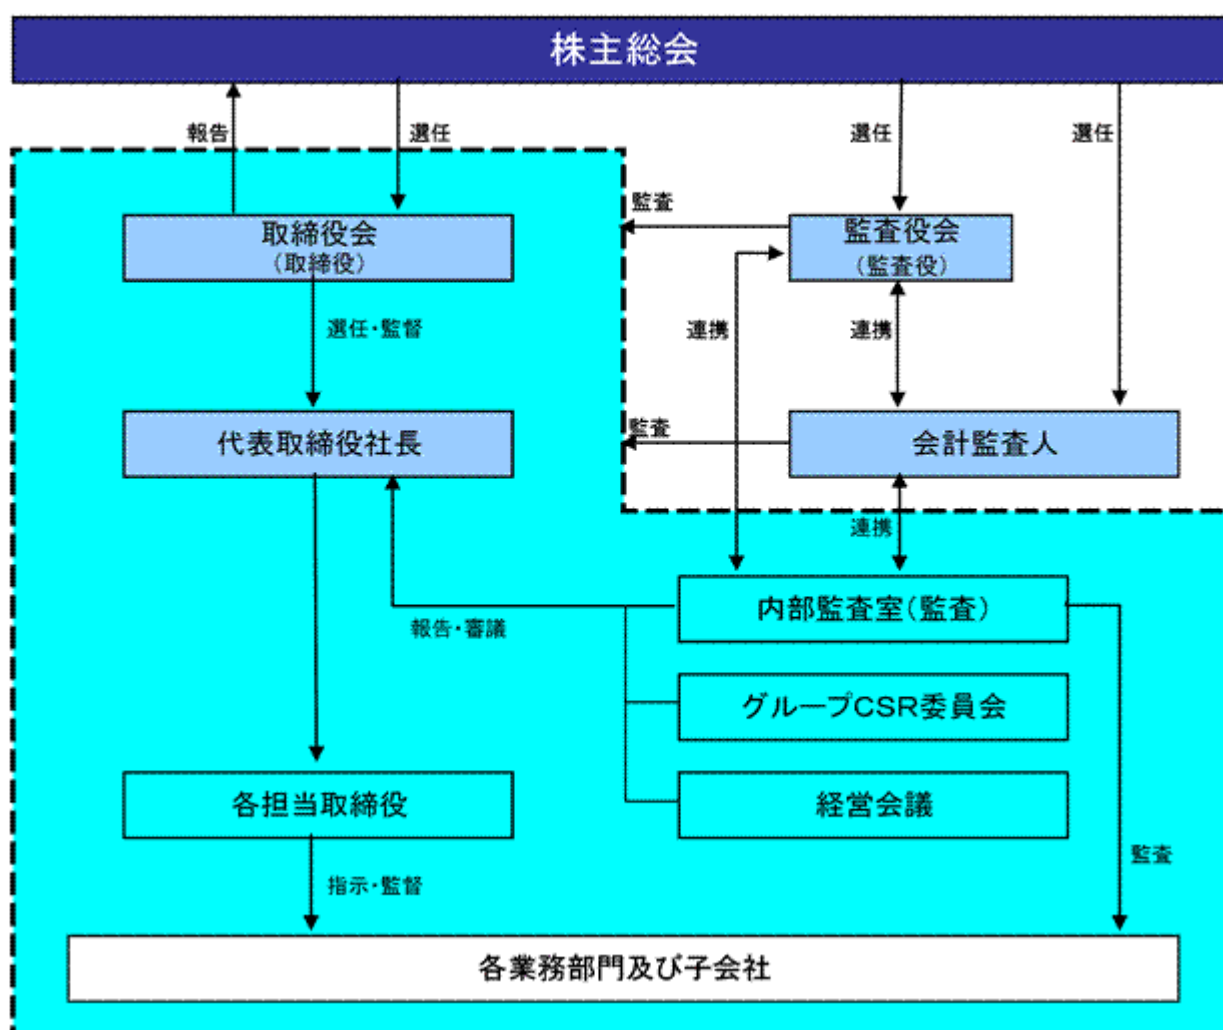 株主総会
報告
選任
選任
選任
取締役会
(取締役)
監査
監査役会
(監査役)
選任・監督
連携
連携
代表取締役社長
監査
会計監査人
連携
内部監査室(監査)
報告・審議
グループCSR委員会
各担当取締役
経営会議
監査
指示・監督
各業務部門及び子会社